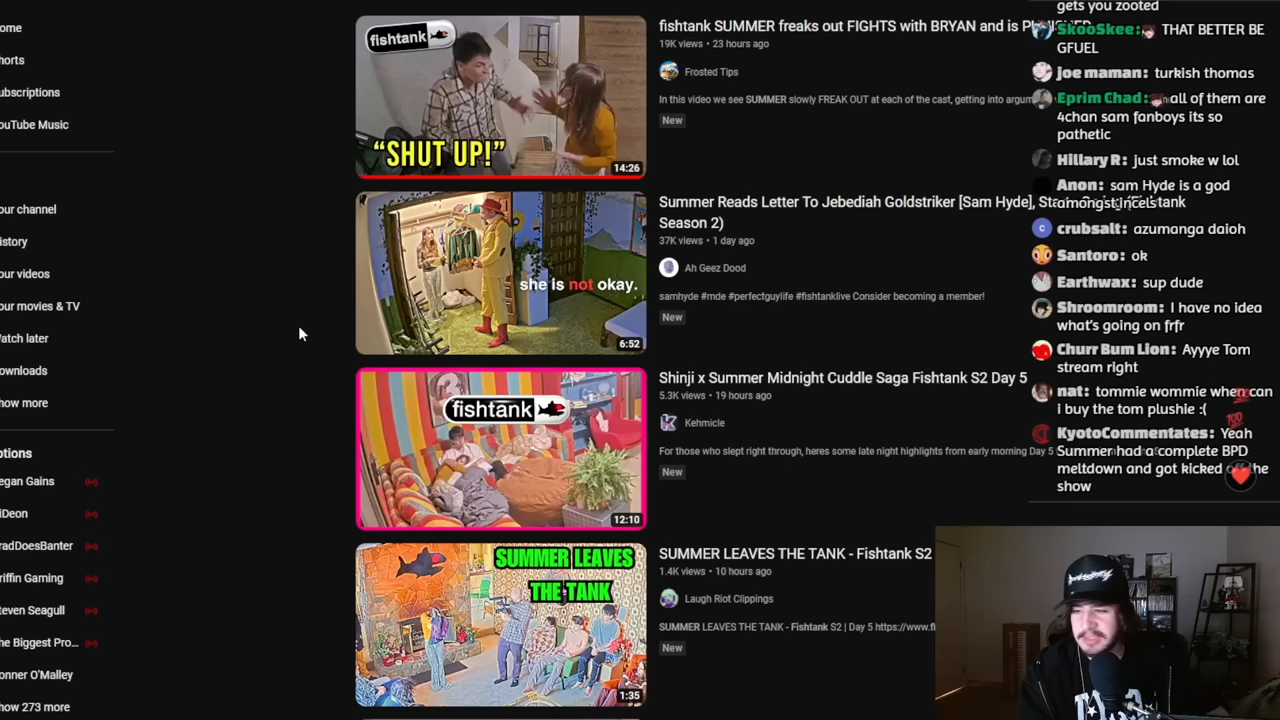 ome
horts
ubscriptions
ouTube Music
our channel
istory
our videos
our movies & TV
Vatch later
ownloads
how more
ptions
egan Gains
iDeon
radDoesBanter
riffin Gaming
teven Seagull
he Biggest Pro...
onner O'Malley
how 273 more
fishtank
"SHUT UP!"
14:26
fishtank SUMMER freaks out FIGHTS with BRYAN and is PUNISHED
19K views • 23 hours ago
Frosted Tips
In this video we see SUMMER slowly FREAK OUT at each of the cast, getting into argum
New
she is not okay.
6:52
Summer Reads Letter To Jebediah Goldstriker [Sam Hyde],
Season 2)
37K views • 1 day ago
Ah Geez Dood
samhyde #mde #perfectguylife #fishtanklive Consider becoming a member!
New
fishtank
12:10
Shinji x Summer Midnight Cuddle Saga Fishtank S2 Day 5
5.3K views • 19 hours ago
Kehmicle
For those who slept right through, heres some late night highlights from early morning Day 5
New
SUMMER LEAVES
THE TANK
1:35
SUMMER LEAVES THE TANK - Fishtank S2
1.4K views • 10 hours ago
Laugh Riot Clippings
SUMMER LEAVES THE TANK - Fishtank S2 | Day 5 https://www.fi
New
gets you zooted
SkooSkee: THAT BETTER BE
GFUEL
joe maman: turkish thomas
Eprim Chad: all of them are
4chan sam fanboys its so
pathetic
Hillary R: just smoke w lol
Anon: sam Hyde is a god
amongst incel's
crubsalt: azumanga daioh
Santoro: ok
Earthwax: sup dude
Shroomroom: I have no idea
what's going on frfr
Churr Bum Lion: Ayyye Tom
stream right
nat: tommie wommie when can
i buy the tom plushie :(
KyotoCommentates: Yeah
Summer had a complete BPD
meltdown and got kicked off the
show